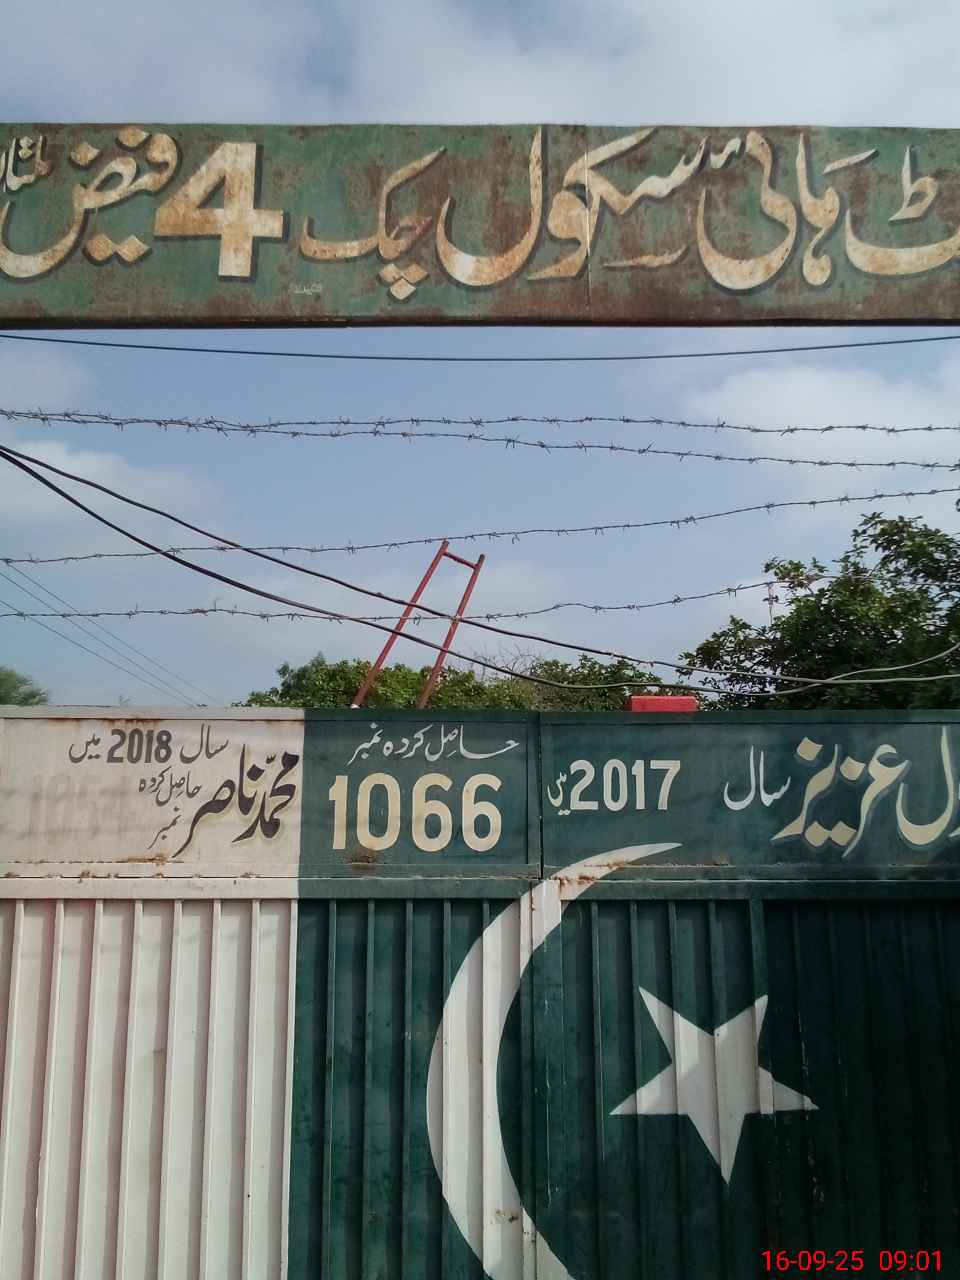 ہائی سکول چک 4 فیض
عزیز سال 2017 میں
حاصل کردہ نمبر
1066
سال 2018 میں
محمد ناصر حاصل کردہ نمبر
16-09-25 09:01